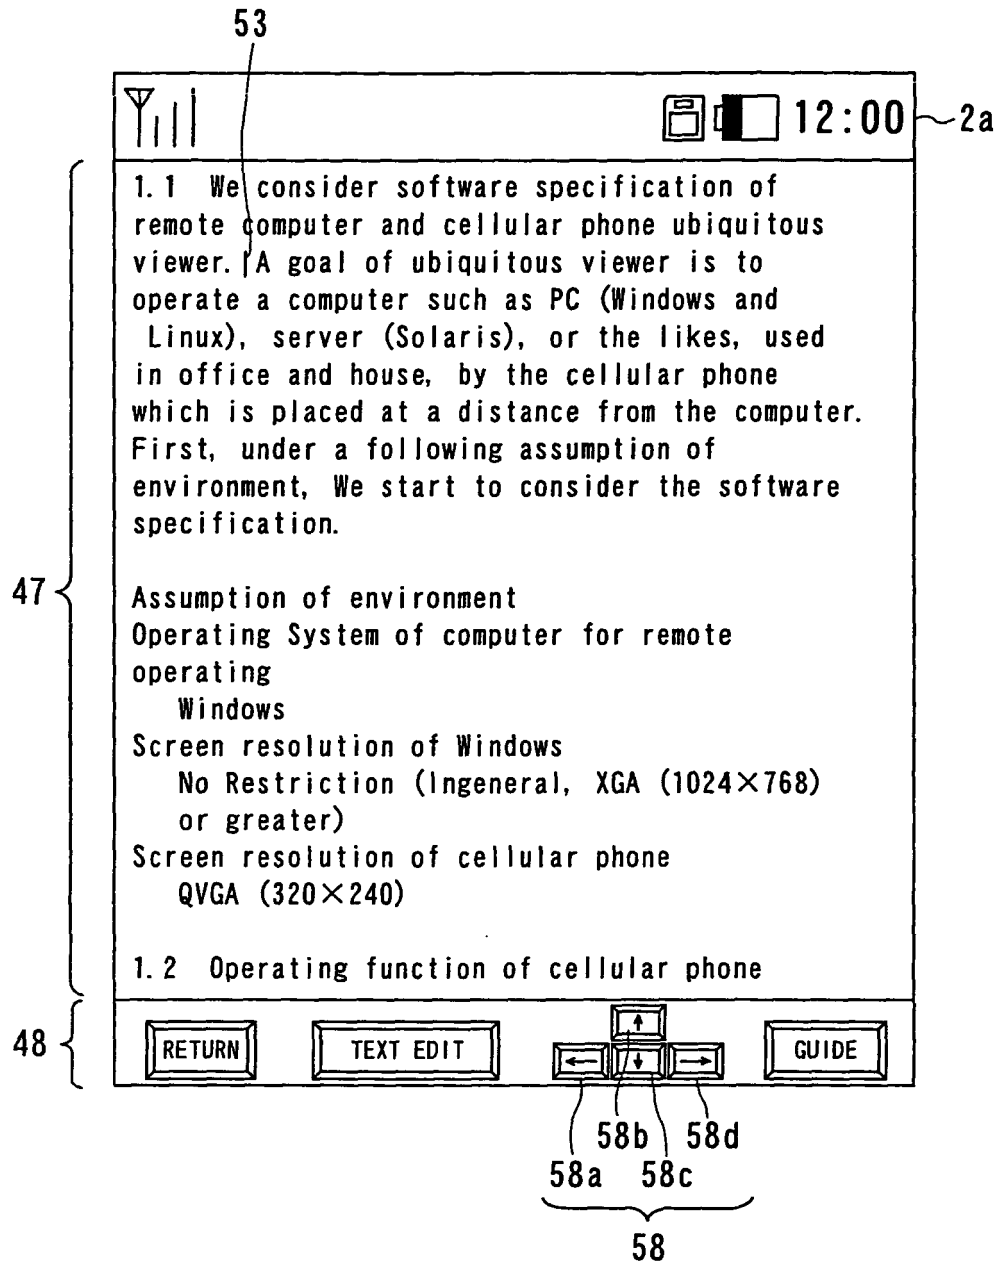 53
12:00
2a
1.1 We consider software specification of
remote computer and cellular phone ubiquitous
viewer. A goal of ubiquitous viewer is to
operate a computer such as PC (Windows and
Linux), server (Solaris), or the likes, used
in office and house, by the cellular phone
which is placed at a distance from the computer.
First, under a following assumption of
environment, We start to consider the software
specification.
47
Assumption of environment
Operating System of computer for remote
operating
Windows
Screen resolution of Windows
No Restriction (Ingeneral, XGA (1024×768)
or greater)
Screen resolution of cellular phone
QVGA (320×240)
1.2 Operating function of cellular phone
48
RETURN
TEXT EDIT
↑
← ↓ →
GUIDE
58b 58d
58a 58c
58